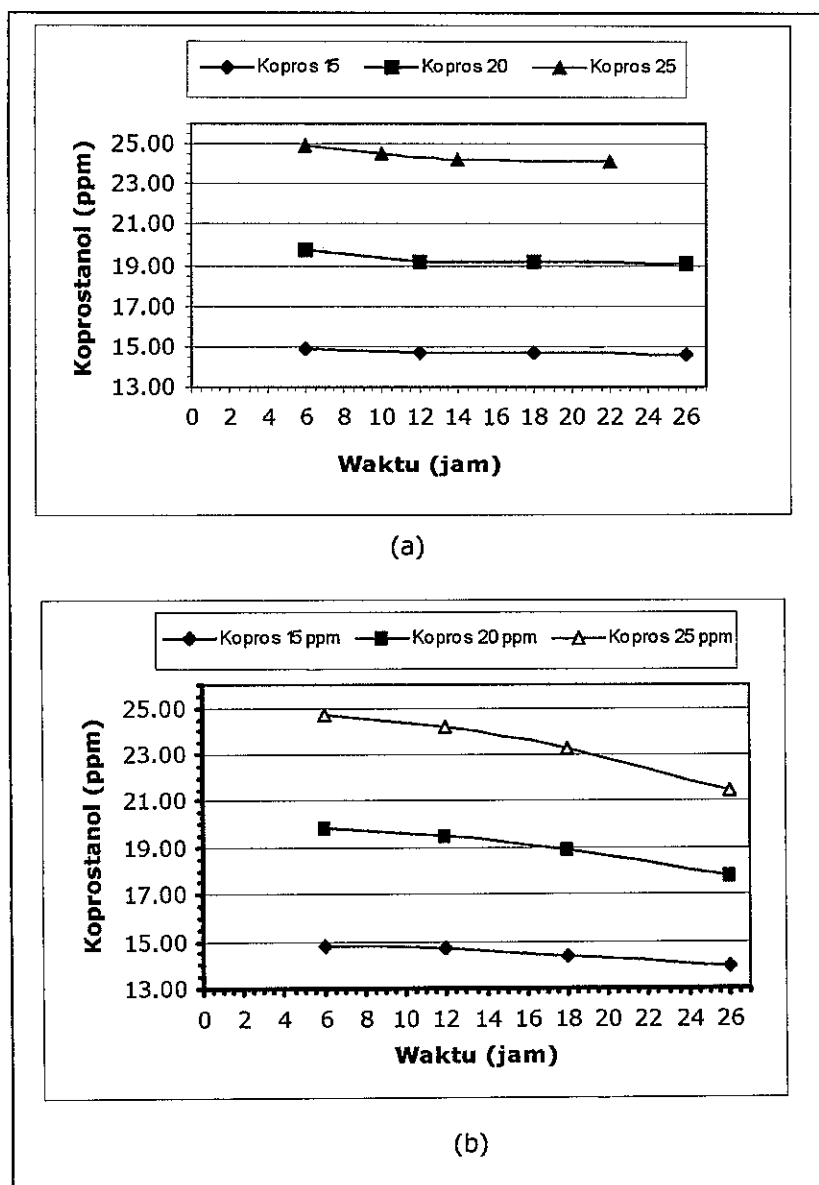 Kopros 15 Kopros 20 Kopros 25
25.00
23.00
21.00
19.00
17.00
15.00
13.00
Koprostanol (ppm)
0 2 4 6 8 10 12 14 16 18 20 22 24 26
Waktu (jam)
(a)
Kopros 15 ppm Kopros 20 ppm Kopros 25 ppm
25.00
23.00
21.00
19.00
17.00
15.00
13.00
Koprostanol (ppm)
0 2 4 6 8 10 12 14 16 18 20 22 24 26
Waktu (jam)
(b)